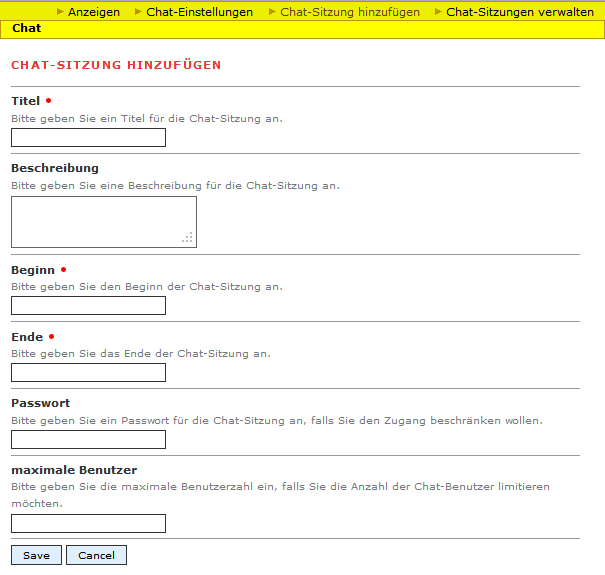 Anzeigen Chat-Einstellungen Chat-Sitzung hinzufügen Chat-Sitzungen verwalten
Chat
CHAT-SITZUNG HINZUFÜGEN
Titel
Bitte geben Sie ein Titel für die Chat-Sitzung an.
Beschreibung
Bitte geben Sie eine Beschreibung für die Chat-Sitzung an.
Beginn
Bitte geben Sie den Beginn der Chat-Sitzung an.
Ende
Bitte geben Sie das Ende der Chat-Sitzung an.
Passwort
Bitte geben Sie ein Passwort für die Chat-Sitzung an, falls Sie den Zugang beschränken wollen.
maximale Benutzer
Bitte geben Sie die maximale Benutzerzahl ein, falls Sie die Anzahl der Chat-Benutzer limitieren
möchten.
Save Cancel